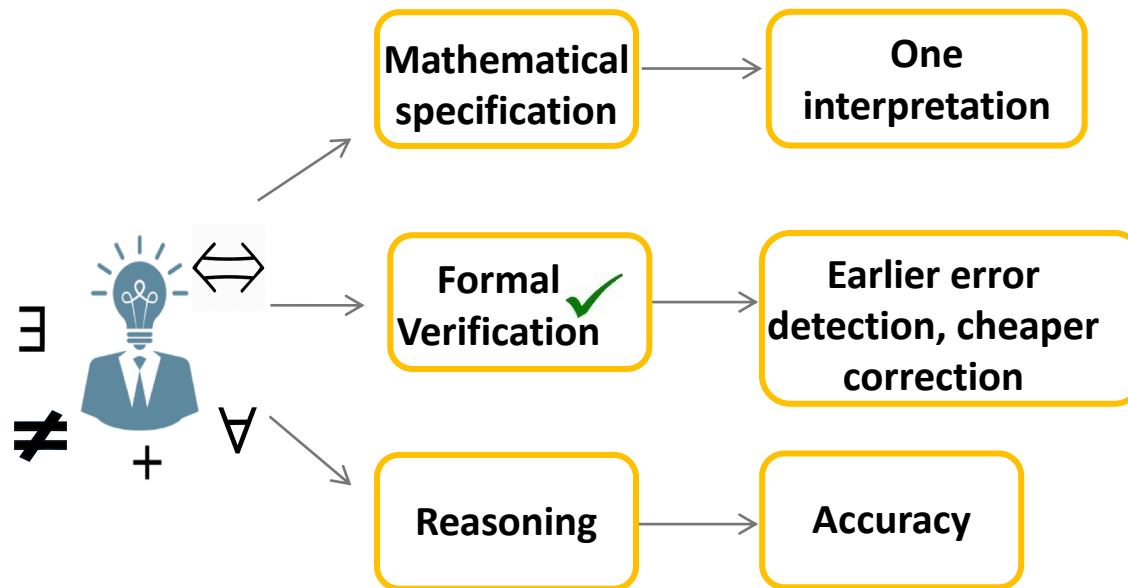 Mathematical
specification
One
interpretation
⇔
∃
Formal
Verification
Earlier error
detection, cheaper
correction
≠
+
∀
Reasoning
Accuracy